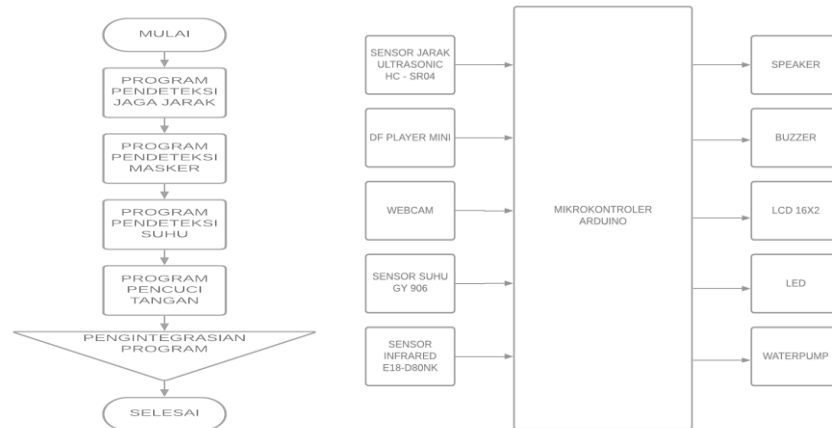 MULAI
PROGRAM
PENDETEKSI
JAGA JARAK
PROGRAM
PENDETEKSI
MASKER
PROGRAM
PENDETEKSI
SUHU
PROGRAM
PENCUCI
TANGAN
PENGINTEGRASIAN
PROGRAM
SELESAI
SENSOR JARAK
ULTRASONIC
HC - SR04
DF PLAYER MINI
WEBCAM
SENSOR SUHU
GY 906
SENSOR
INFRARED
E18-D80NK
MIKROKONTROLER
ARDUINO
SPEAKER
BUZZER
LCD 16X2
LED
WATERPUMP